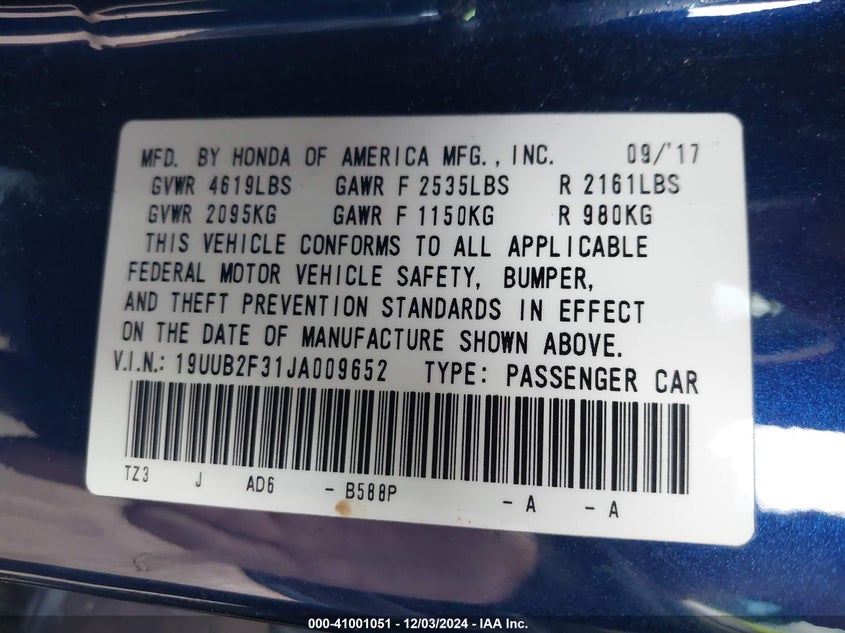 MFD. BY HONDA OF AMERICA MFG., INC. 09/'17
GVWR 4619LBS GAWR F 2535LBS R 2161LBS
GVWR 2095KG GAWR F 1150KG R 980KG
THIS VEHICLE CONFORMS TO ALL APPLICABLE
FEDERAL MOTOR VEHICLE SAFETY, BUMPER,
AND THEFT PREVENTION STANDARDS IN EFFECT
ON THE DATE OF MANUFACTURE SHOWN ABOVE.
V.I.N.: 19UUB2F31JA009652 TYPE: PASSENGER CAR
TZ3 J AD6 - B588P - A - A
000-41001051 - 12/03/2024 - IAA Inc.